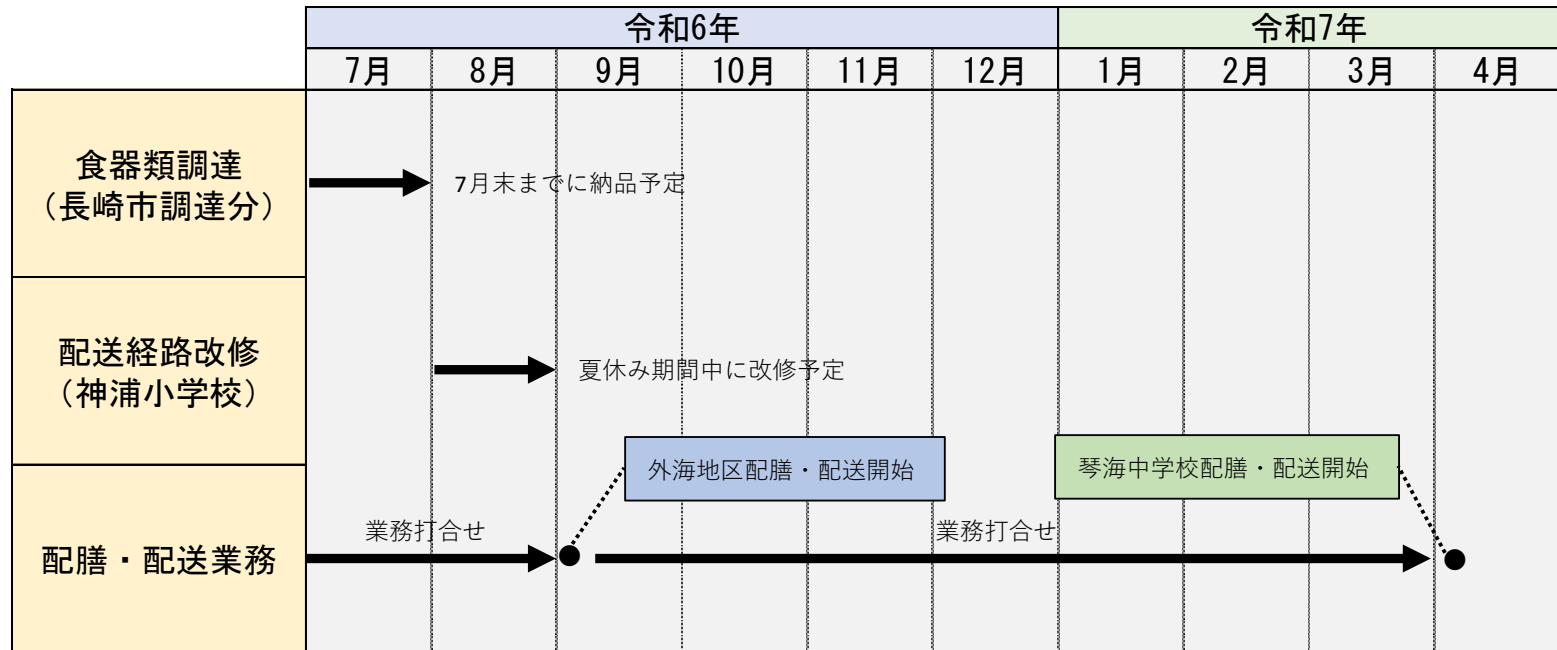 令和6年
令和7年
7月
8月
9月
10月
11月
12月
1月
2月
3月
4月
食器類調達
（長崎市調達分）
7月末までに納品予定
配送経路改修
（神浦小学校）
夏休み期間中に改修予定
外海地区配膳・配送開始
琴海中学校配膳・配送開始
配膳・配送業務
業務打合せ
業務打合せ